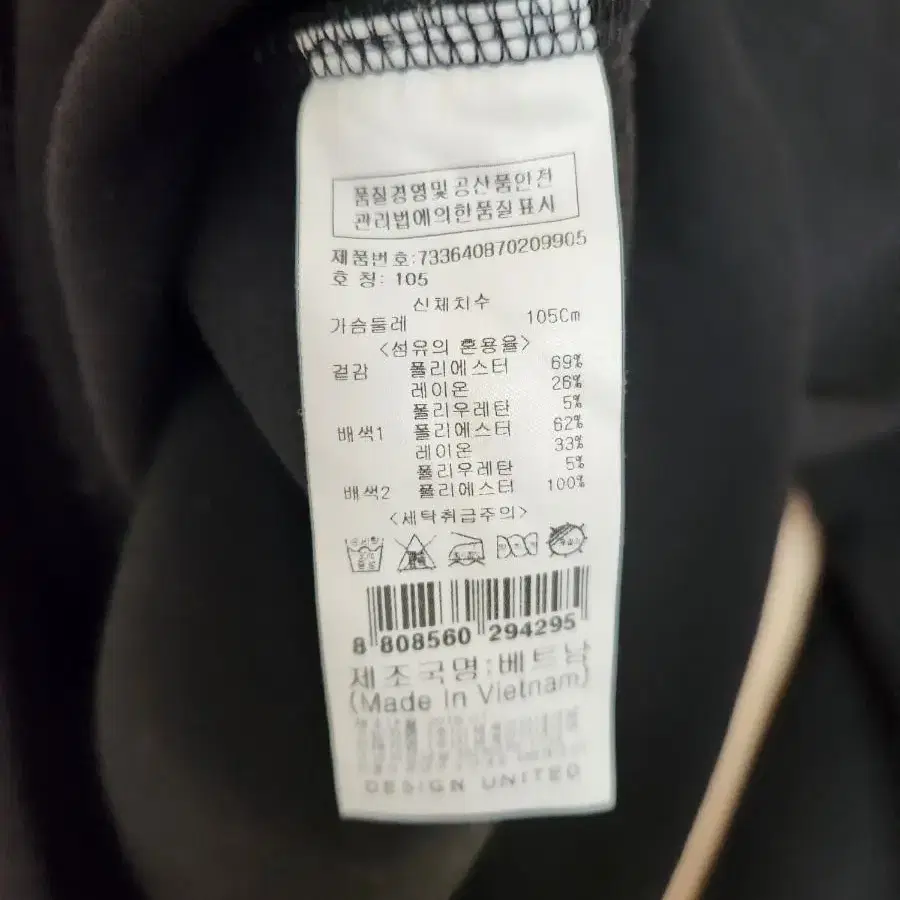 품질경영및공산품안전
관리법에의한품질표시
제품번호:733640870209905
호칭: 105
신체치수
가슴둘레 105Cm
<섬유의 혼용율>
겉감 폴리에스터 69%
레이온 26%
폴리우레탄 5%
배색1 폴리에스터 62%
레이온 33%
폴리우레탄 5%
배색2 폴리에스터 100%
<세탁취급주의>
8 808560 294295
제조국명:베트남
(Made in Vietnam)
DESIGN UNITED